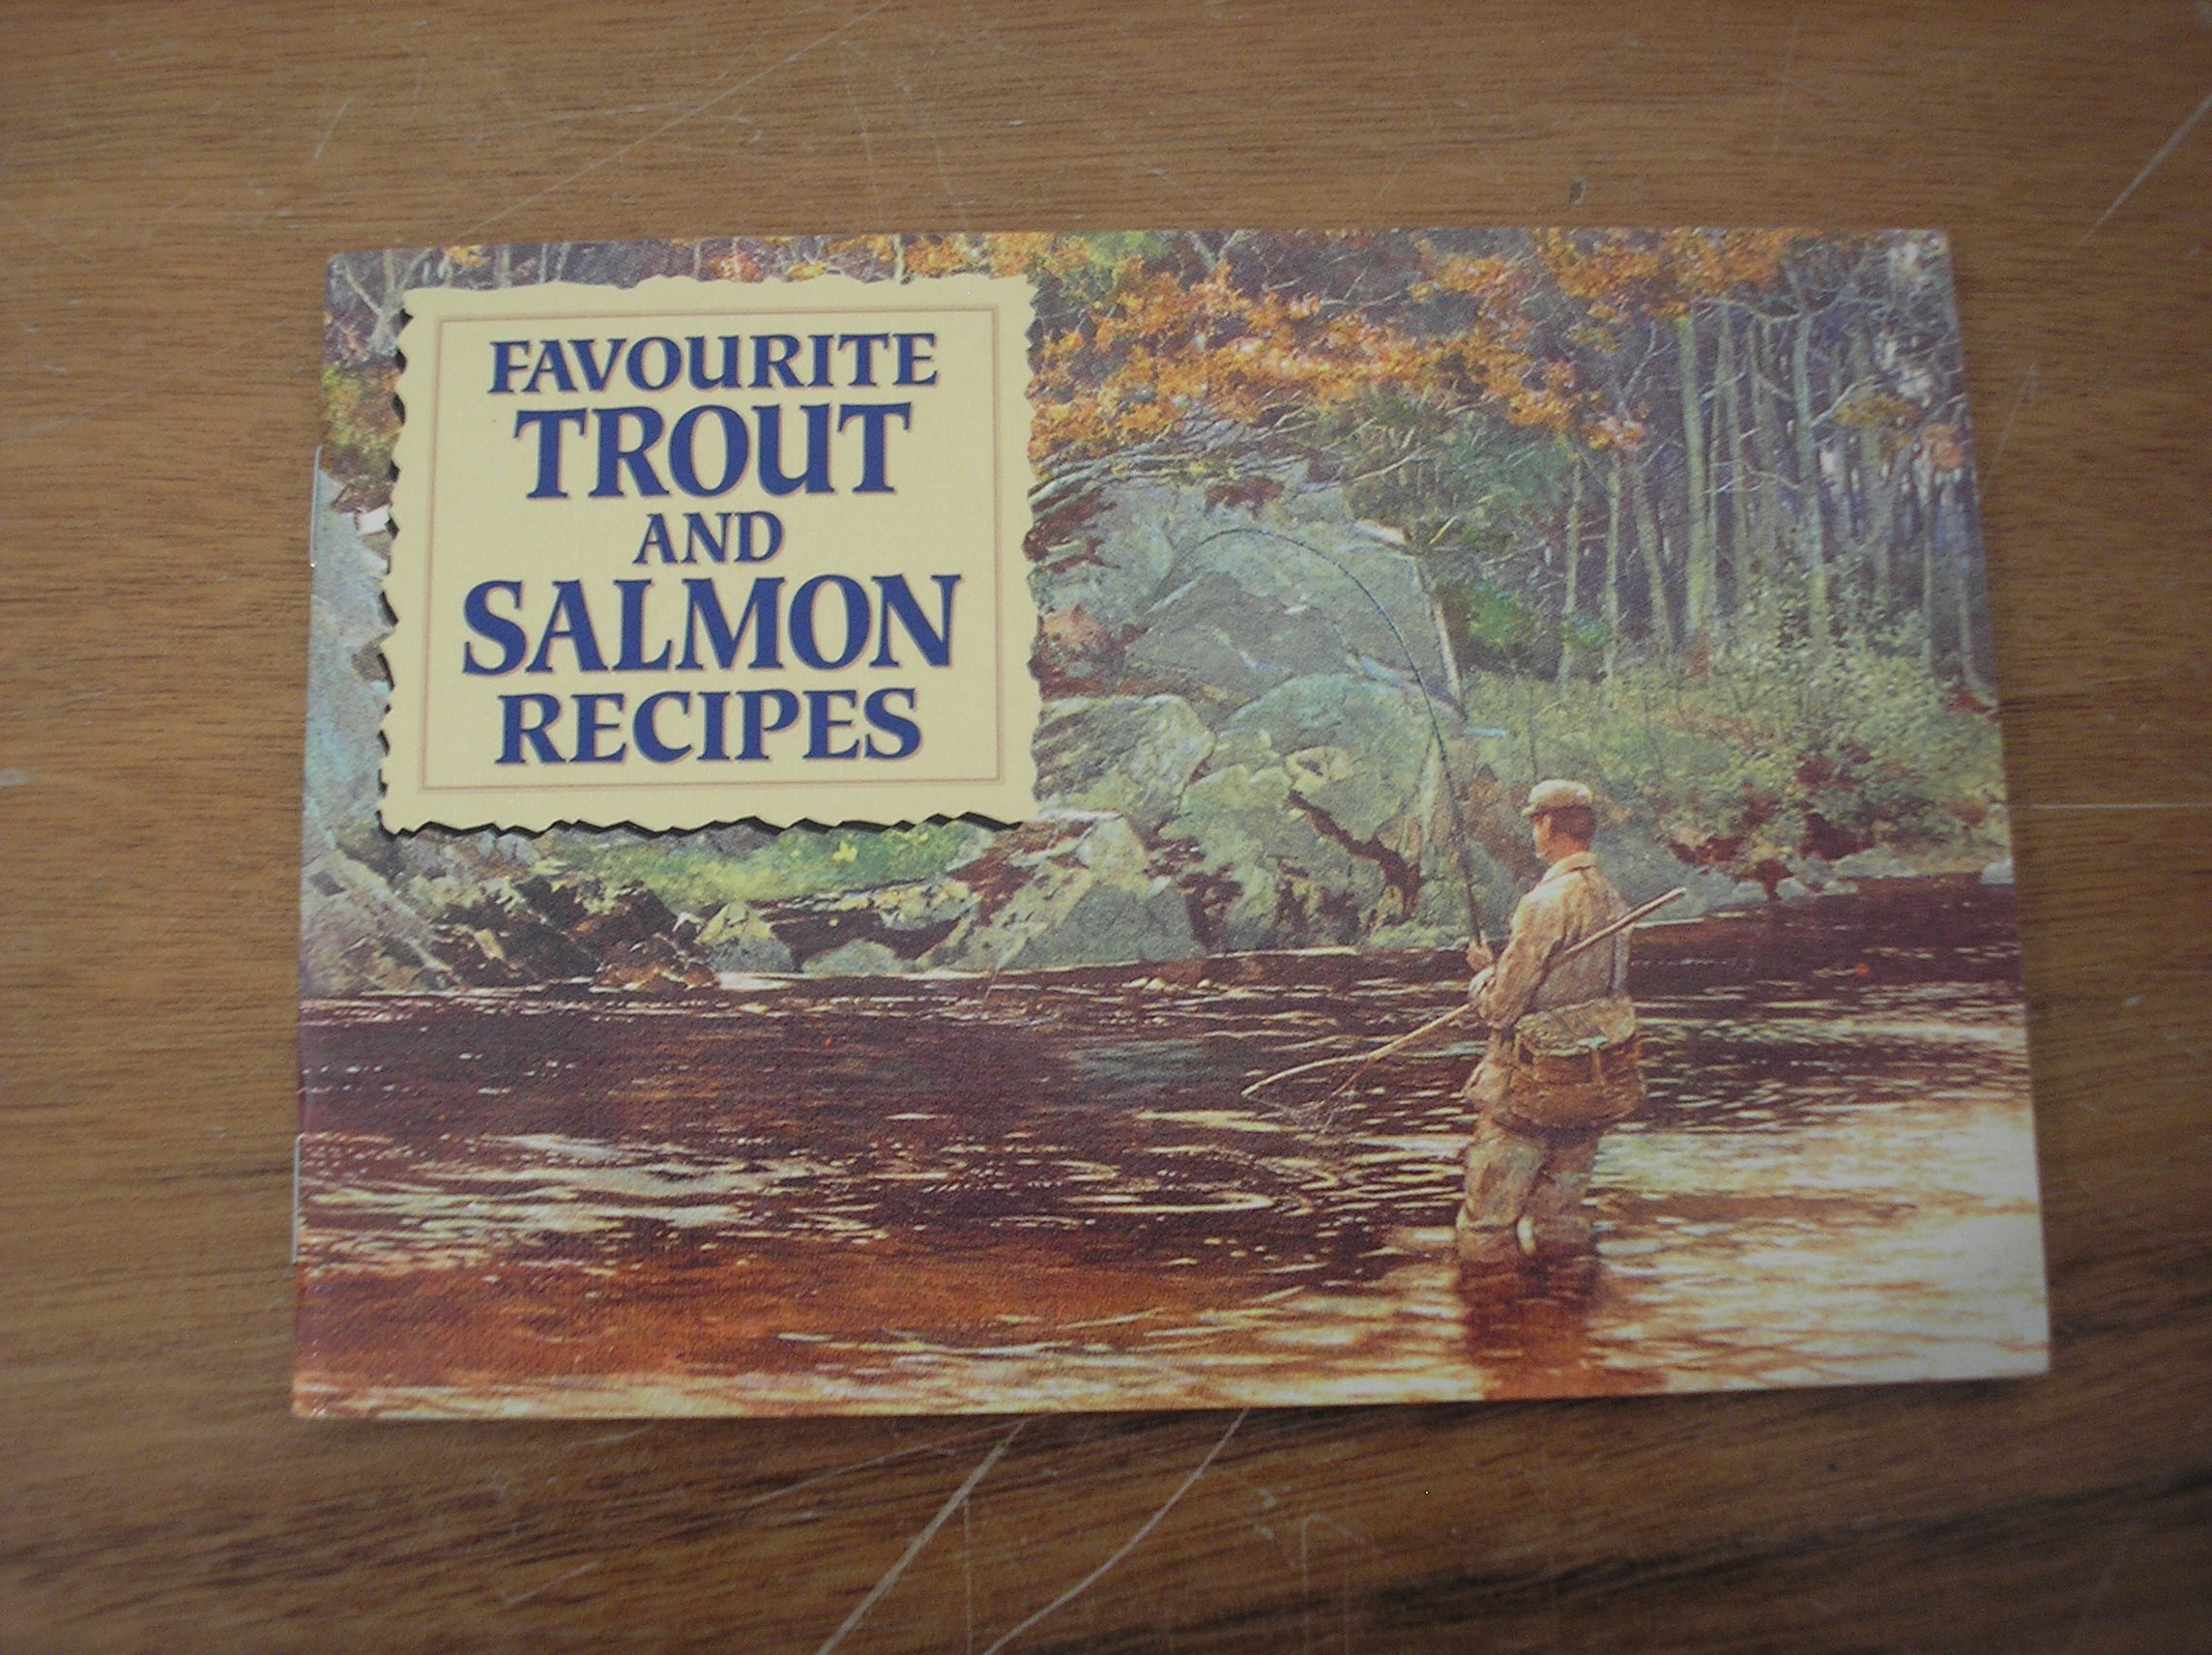 FAVOURITE
TROUT
AND
SALMON
RECIPES